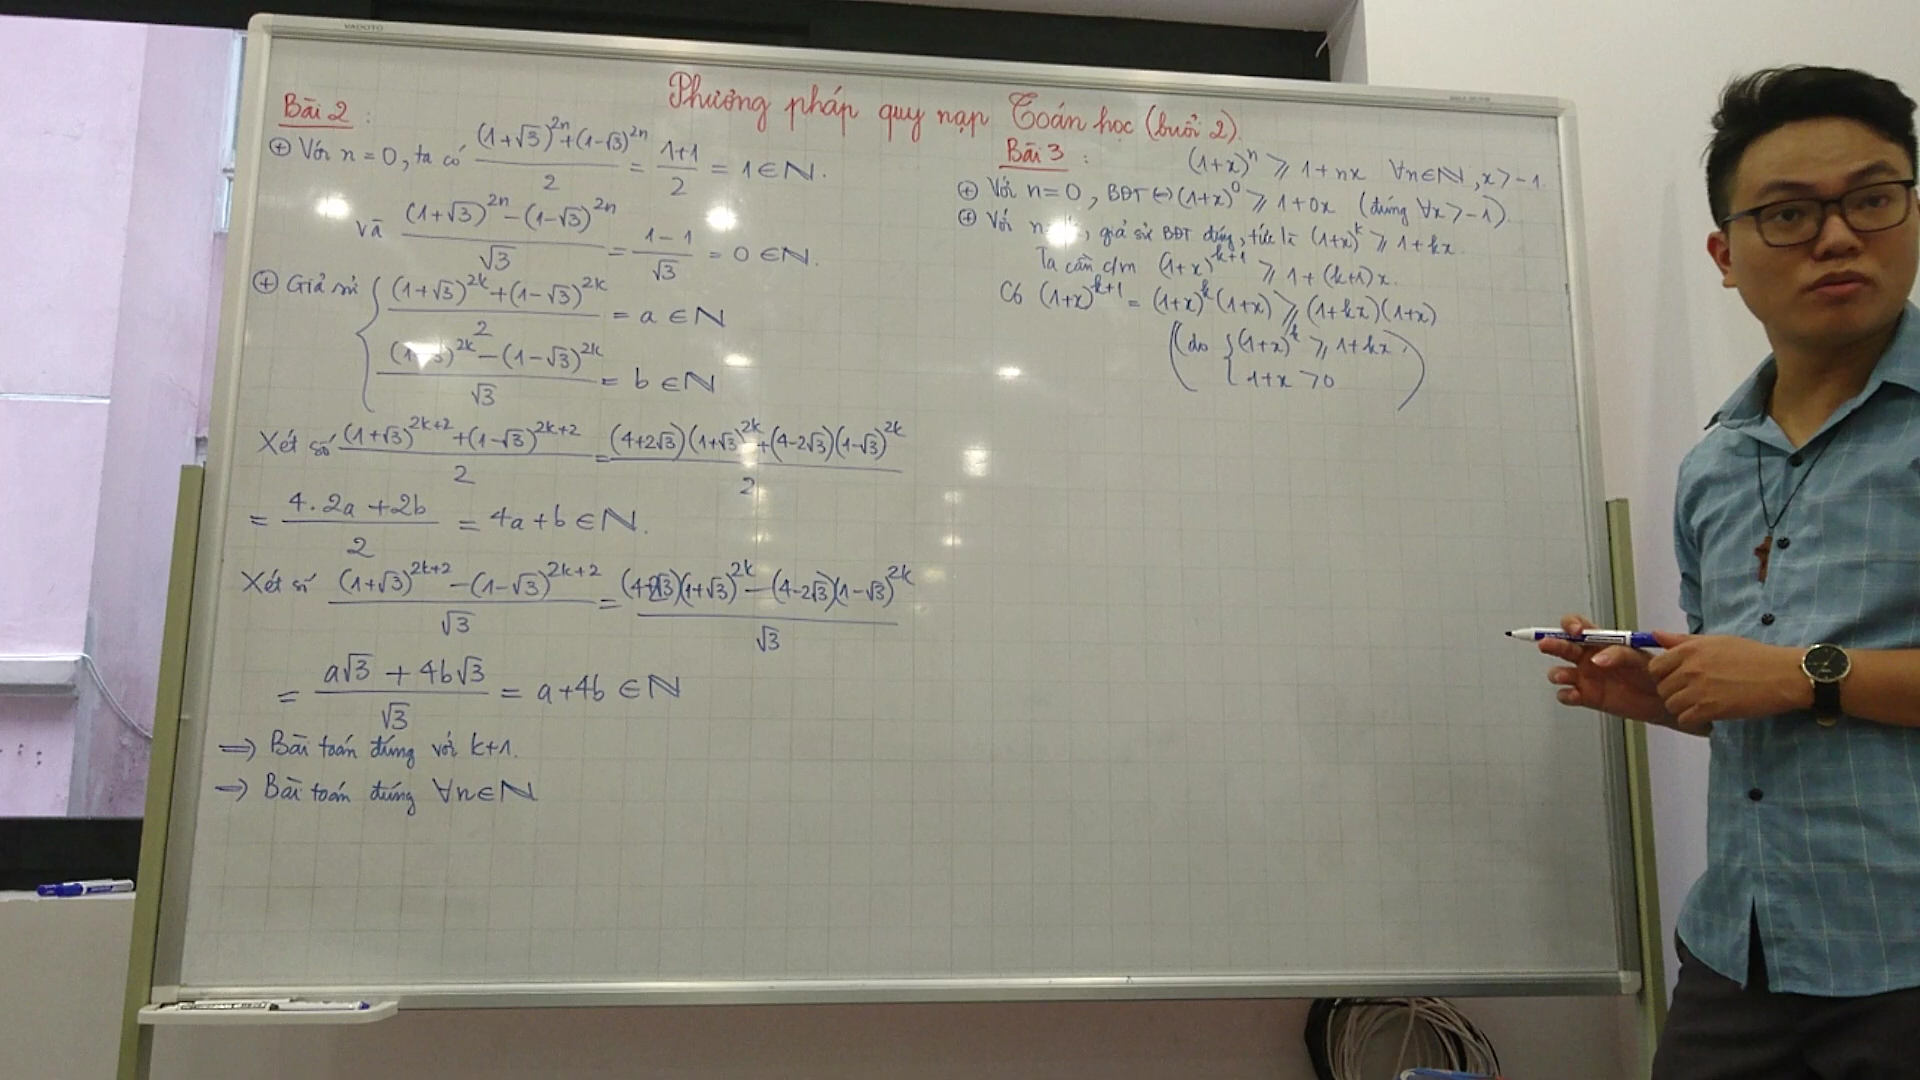 VADOTO
Phương pháp quy nạp Toán học (buổi 2).
Bài 2 :
⊕ Với n = 0, ta có ((1+√3)^2n + (1-√3)^2n)/2 = (1+1)/2 = 1 ∈ N.
và ((1+√3)^2n - (1-√3)^2n)/√3 = (1-1)/√3 = 0 ∈ N.
⊕ Giả sử { ((1+√3)^2k + (1-√3)^2k)/2 = a ∈ N
((1+√3)^2k - (1-√3)^2k)/√3 = b ∈ N
Xét số ((1+√3)^2k+2 + (1-√3)^2k+2)/2 = ((4+2√3)(1+√3)^2k + (4-2√3)(1-√3)^2k)/2
= (4.2a + 2b)/2 = 4a + b ∈ N.
Xét số ((1+√3)^2k+2 - (1-√3)^2k+2)/√3 = ((4+2√3)(1+√3)^2k - (4-2√3)(1-√3)^2k)/√3
= (a√3 + 4b√3)/√3 = a + 4b ∈ N
⇒ Bài toán đúng với k+1.
⇒ Bài toán đúng ∀n∈N
Bài 3 : (1+x)^n ⩾ 1+nx ∀n∈N, x > -1.
⊕ Với n=0, BĐT ⇔ (1+x)^0 ⩾ 1+0x (đúng ∀x > -1).
⊕ Với n , giả sử BĐT đúng, tức là (1+x)^k ⩾ 1+kx.
Ta cần c/m (1+x)^k+1 ⩾ 1+(k+1)x.
Có (1+x)^k+1 = (1+x)^k (1+x) ⩾ (1+kx)(1+x)
(do { (1+x)^k ⩾ 1+kx
1+x > 0 )